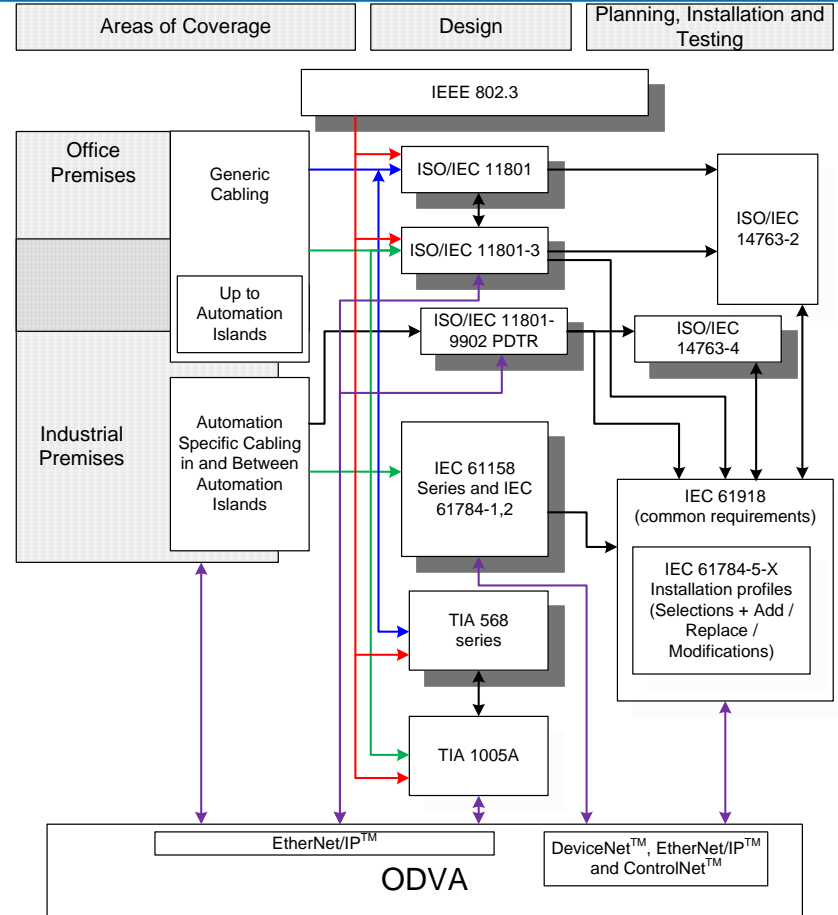 Areas of Coverage
Design
Planning, Installation and
Testing
IEEE 802.3
Office
Premises
Generic
Cabling
ISO/IEC 11801
ISO/IEC
14763-2
ISO/IEC 11801-3
Up to
Automation
Islands
ISO/IEC 11801-
9902 PDTR
ISO/IEC
14763-4
Industrial
Premises
Automation
Specific Cabling
in and Between
Automation
Islands
IEC 61158
Series and IEC
61784-1,2
IEC 61918
(common requirements)
IEC 61784-5-X
Installation profiles
(Selections + Add /
Replace /
Modifications)
TIA 568
series
TIA 1005A
EtherNet/IP™
DeviceNet™, EtherNet/IP™
and ControlNet™
ODVA